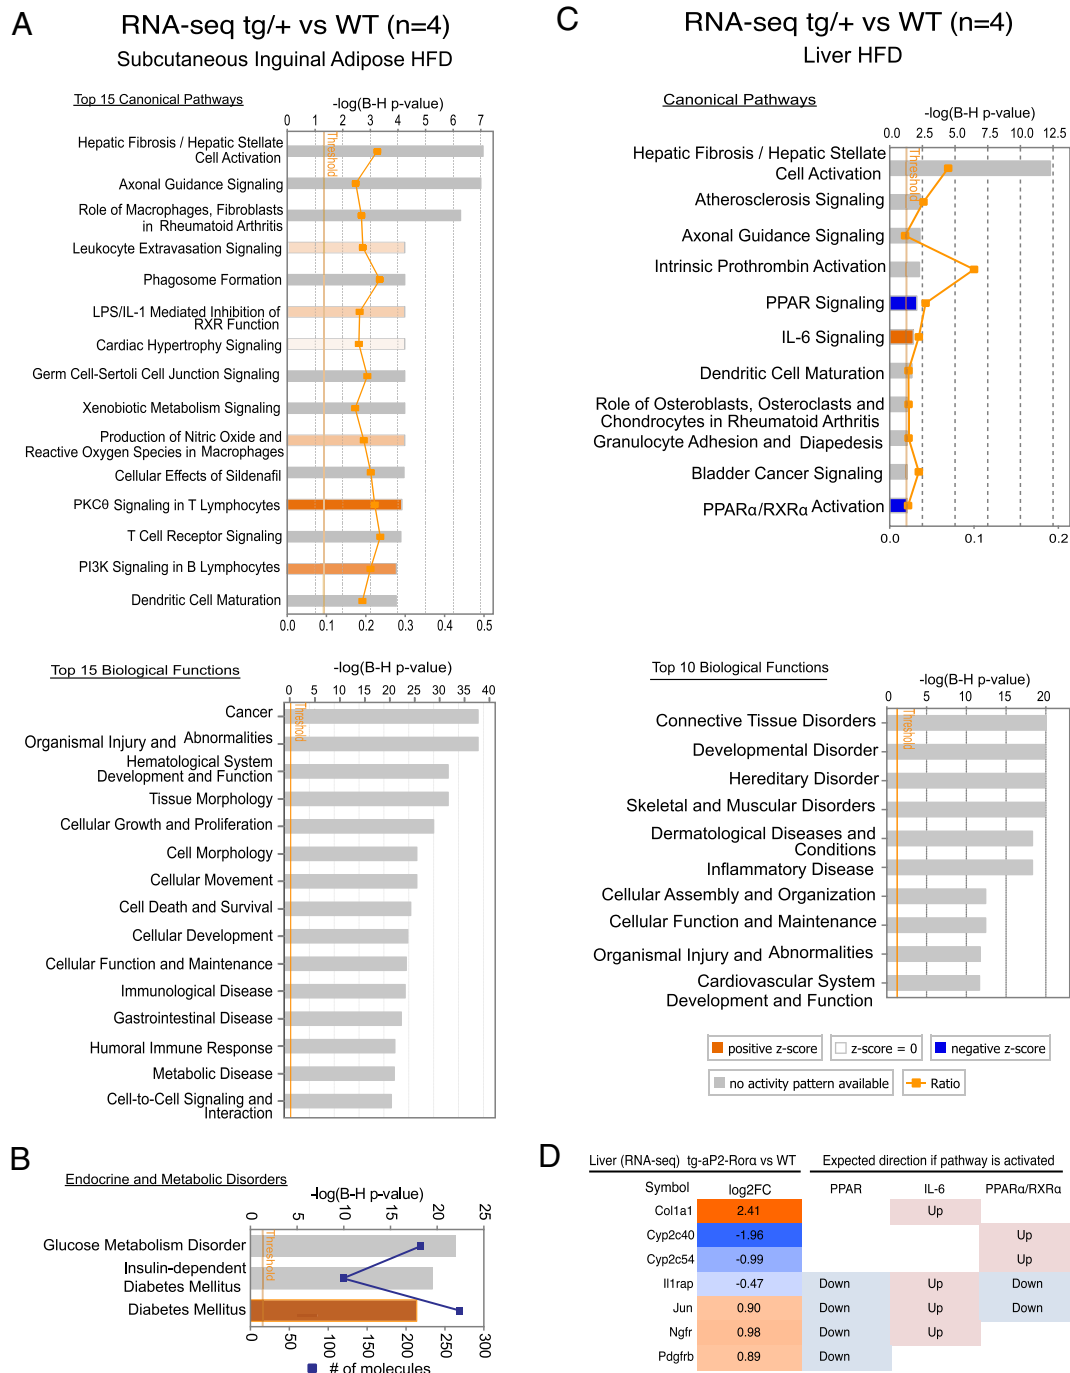 A
RNA-seq tg/+ vs WT (n=4)
Subcutaneous Inguinal Adipose HFD
Top 15 Canonical Pathways
-log(B-H p-value)
0 1 2 3 4 5 6 7
Threshold
Hepatic Fibrosis / Hepatic Stellate
Cell Activation
Axonal Guidance Signaling
Role of Macrophages, Fibroblasts
in Rheumatoid Arthritis
Leukocyte Extravasation Signaling
Phagosome Formation
LPS/IL-1 Mediated Inhibition of
RXR Function
Cardiac Hypertrophy Signaling
Germ Cell-Sertoli Cell Junction Signaling
Xenobiotic Metabolism Signaling
Production of Nitric Oxide and
Reactive Oxygen Species in Macrophages
Cellular Effects of Sildenafil
PKCθ Signaling in T Lymphocytes
T Cell Receptor Signaling
PI3K Signaling in B Lymphocytes
Dendritic Cell Maturation
0.0 0.1 0.2 0.3 0.4 0.5
Top 15 Biological Functions
-log(B-H p-value)
0 5 10 15 20 25 30 35 40
Threshold
Cancer
Organismal Injury and Abnormalities
Hematological System
Development and Function
Tissue Morphology
Cellular Growth and Proliferation
Cell Morphology
Cellular Movement
Cell Death and Survival
Cellular Development
Cellular Function and Maintenance
Immunological Disease
Gastrointestinal Disease
Humoral Immune Response
Metabolic Disease
Cell-to-Cell Signaling and
Interaction
B
Endocrine and Metabolic Disorders
-log(B-H p-value)
0 5 10 15 20 25
Threshold
Glucose Metabolism Disorder
Insulin-dependent
Diabetes Mellitus
Diabetes Mellitus
0 50 100 150 200 250 300
# of molecules
C
RNA-seq tg/+ vs WT (n=4)
Liver HFD
Canonical Pathways
-log(B-H p-value)
0.0 2.5 5.0 7.5 10.0 12.5
Threshold
Hepatic Fibrosis / Hepatic Stellate
Cell Activation
Atherosclerosis Signaling
Axonal Guidance Signaling
Intrinsic Prothrombin Activation
PPAR Signaling
IL-6 Signaling
Dendritic Cell Maturation
Role of Osteroblasts, Osteroclasts and
Chondrocytes in Rheumatoid Arthritis
Granulocyte Adhesion and Diapedesis
Bladder Cancer Signaling
PPARα/RXRα Activation
0.0 0.1 0.2
Top 10 Biological Functions
-log(B-H p-value)
0 5 10 15 20
Threshold
Connective Tissue Disorders
Developmental Disorder
Hereditary Disorder
Skeletal and Muscular Disorders
Dermatological Diseases and
Conditions
Inflammatory Disease
Cellular Assembly and Organization
Cellular Function and Maintenance
Organismal Injury and Abnormalities
Cardiovascular System
Development and Function
positive z-score z-score = 0 negative z-score
no activity pattern available Ratio
D
Liver (RNA-seq) tg-aP2-Rorα vs WT Expected direction if pathway is activated
Symbol log2FC PPAR IL-6 PPARα/RXRα
Col1a1 2.41 Up
Cyp2c40 -1.96 Up
Cyp2c54 -0.99 Up
Il1rap -0.47 Down Up Down
Jun 0.90 Down Up Down
Ngfr 0.98 Down Up
Pdgfrb 0.89 Down